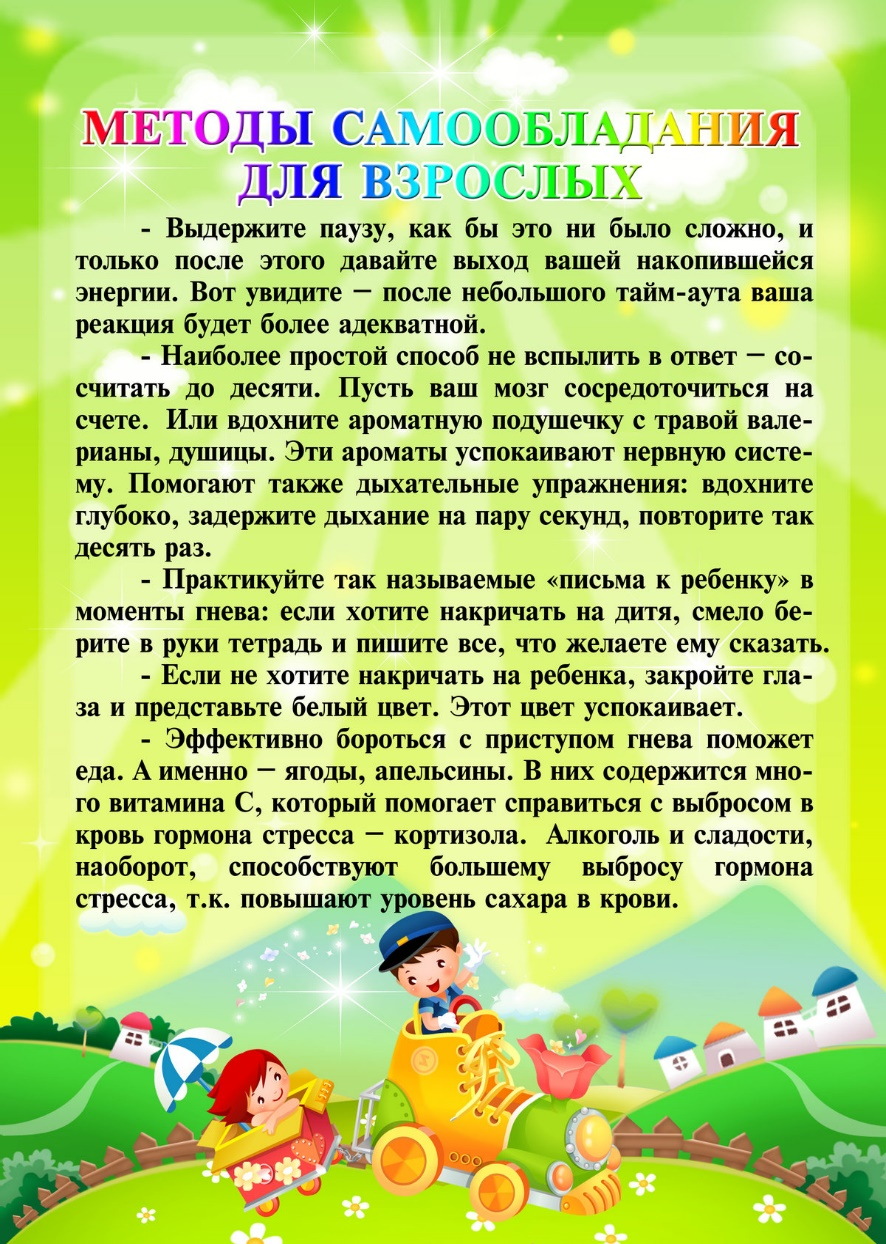 МЕТОДЫ САМООБЛАДАНИЯ
ДЛЯ ВЗРОСЛЫХ
- Выдержите паузу, как бы это ни было сложно, и
только после этого давайте выход вашей накопившейся
энергии. Вот увидите – после небольшого тайм-аута ваша
реакция будет более адекватной.
- Наиболее простой способ не вспылить в ответ – со-
считать до десяти. Пусть ваш мозг сосредоточиться на
счете. Или вдохните ароматную подушечку с травой вале-
рианы, душицы. Эти ароматы успокаивают нервную систе-
му. Помогают также дыхательные упражнения: вдохните
глубоко, задержите дыхание на пару секунд, повторите так
десять раз.
- Практикуйте так называемые «письма к ребенку» в
моменты гнева: если хотите накричать на дитя, смело бе-
рите в руки тетрадь и пишите все, что желаете ему сказать.
- Если не хотите накричать на ребенка, закройте гла-
за и представьте белый цвет. Этот цвет успокаивает.
- Эффективно бороться с приступом гнева поможет
еда. А именно – ягоды, апельсины. В них содержится мно-
го витамина С, который помогает справиться с выбросом в
кровь гормона стресса – кортизола. Алкоголь и сладости,
наоборот, способствуют большему выбросу гормона
стресса, т.к. повышают уровень сахара в крови.